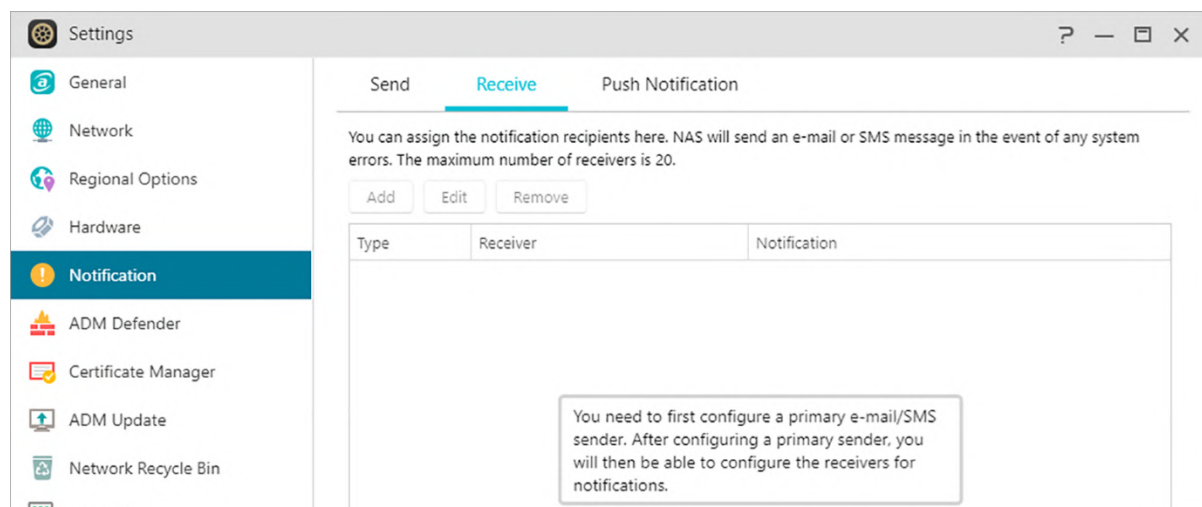 Settings
General
Network
Regional Options
Hardware
Notification
ADM Defender
Certificate Manager
ADM Update
Network Recycle Bin
Send Receive Push Notification
You can assign the notification recipients here. NAS will send an e-mail or SMS message in the event of any system
errors. The maximum number of receivers is 20.
Add Edit Remove
Type Receiver Notification
You need to first configure a primary e-mail/SMS
sender. After configuring a primary sender, you
will then be able to configure the receivers for
notifications.